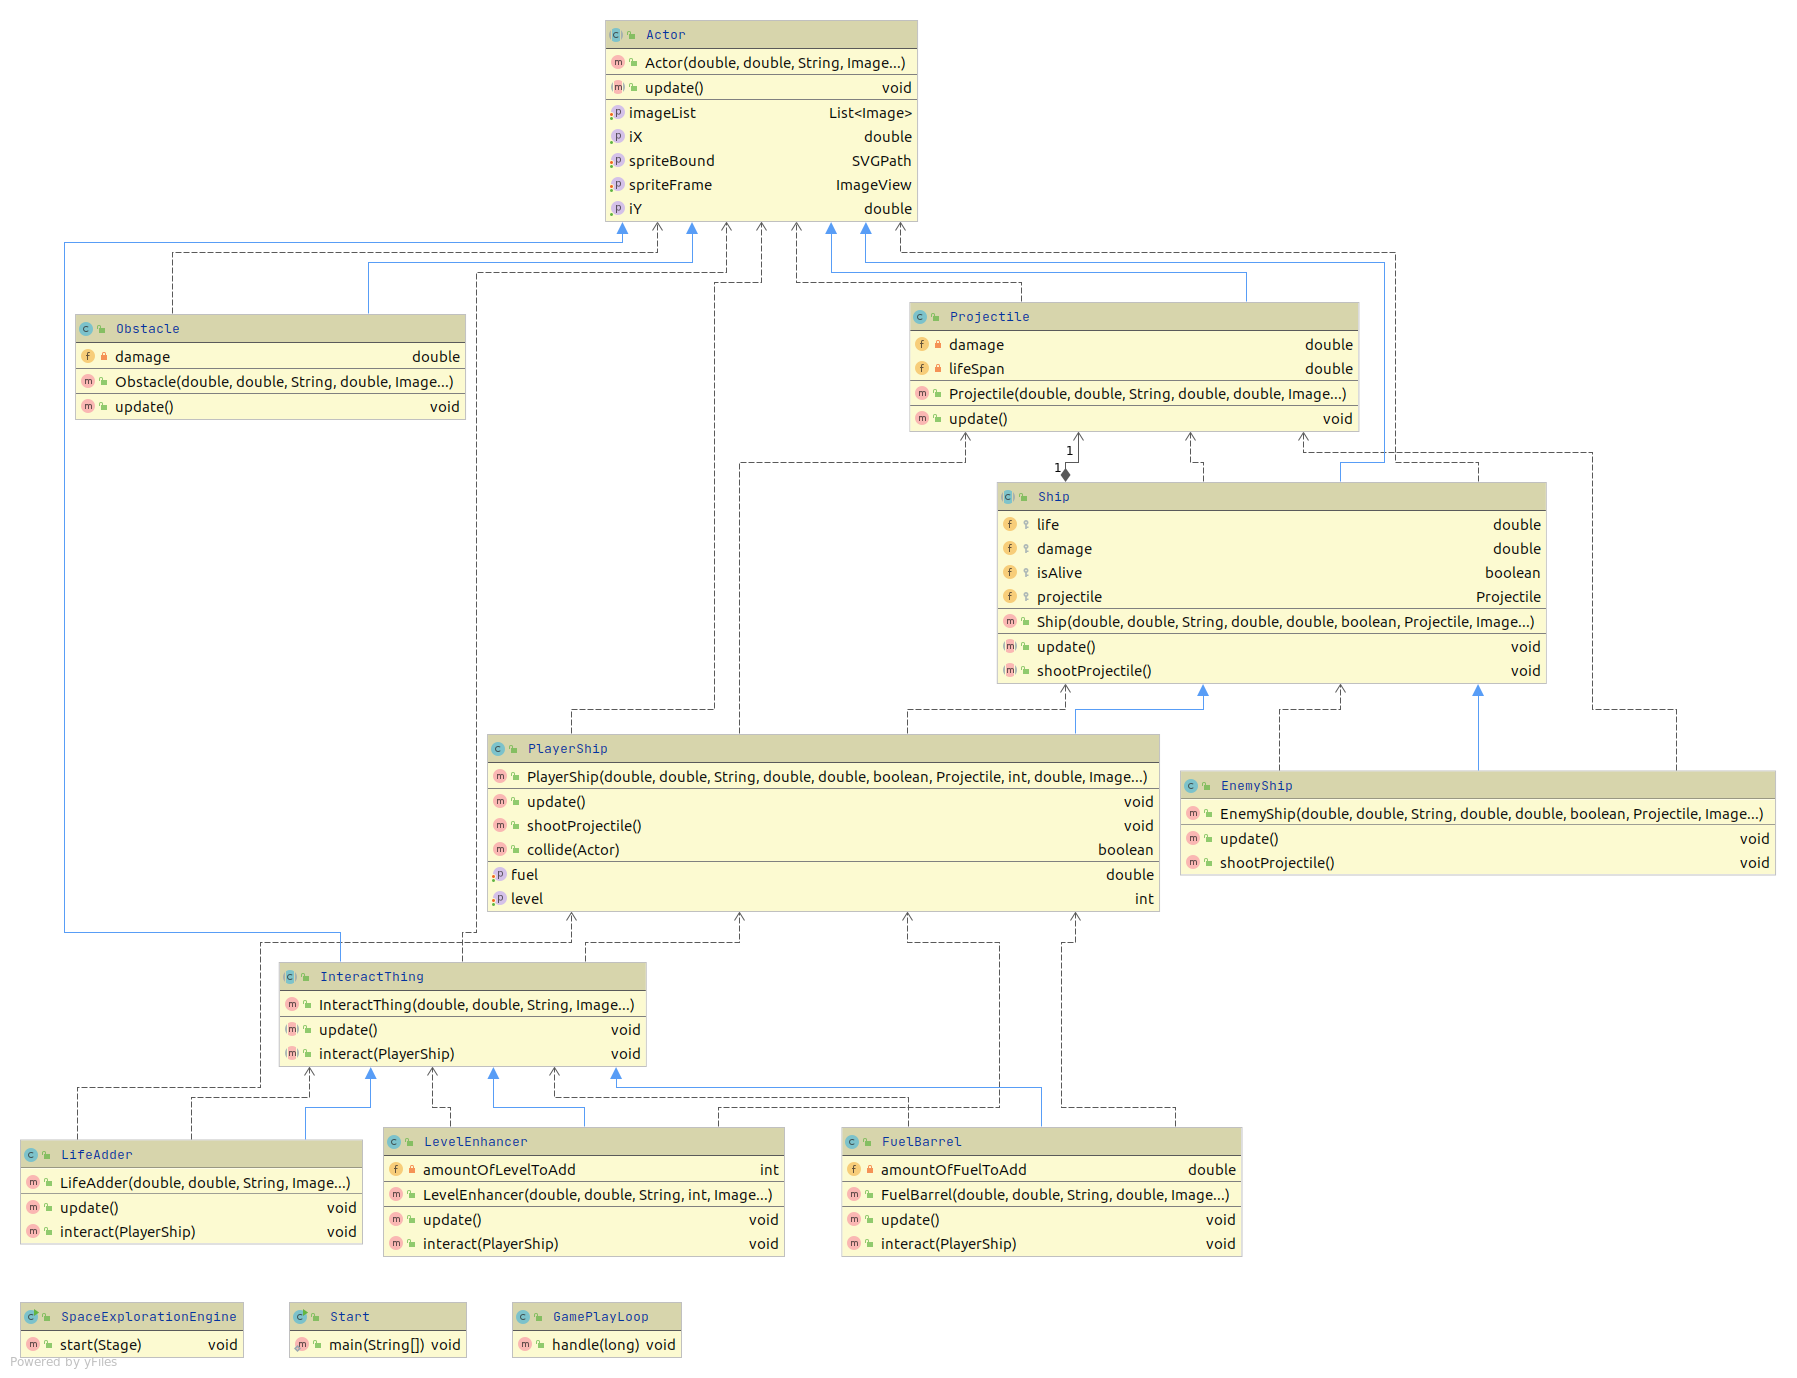 Actor
Actor(double, double, String, Image...)
update() void
imageList List<Image>
iX double
spriteBound SVGPath
spriteFrame ImageView
iY double
Obstacle
damage double
Obstacle(double, double, String, double, Image...)
update() void
Projectile
damage double
lifeSpan double
Projectile(double, double, String, double, double, Image...)
update() void
1
1
Ship
life double
damage double
isAlive boolean
projectile Projectile
Ship(double, double, String, double, double, boolean, Projectile, Image...)
update() void
shootProjectile() void
PlayerShip
PlayerShip(double, double, String, double, double, boolean, Projectile, int, double, Image...)
update() void
shootProjectile() void
collide(Actor) boolean
fuel double
level int
EnemyShip
EnemyShip(double, double, String, double, double, boolean, Projectile, Image...)
update() void
shootProjectile() void
InteractThing
InteractThing(double, double, String, Image...)
update() void
interact(PlayerShip) void
LifeAdder
LifeAdder(double, double, String, Image...)
update() void
interact(PlayerShip) void
LevelEnhancer
amountOfLevelToAdd int
LevelEnhancer(double, double, String, int, Image...)
update() void
interact(PlayerShip) void
FuelBarrel
amountOfFuelToAdd double
FuelBarrel(double, double, String, double, Image...)
update() void
interact(PlayerShip) void
SpaceExplorationEngine
start(Stage) void
Start
main(String[]) void
GamePlayLoop
handle(long) void
Powered by yFiles